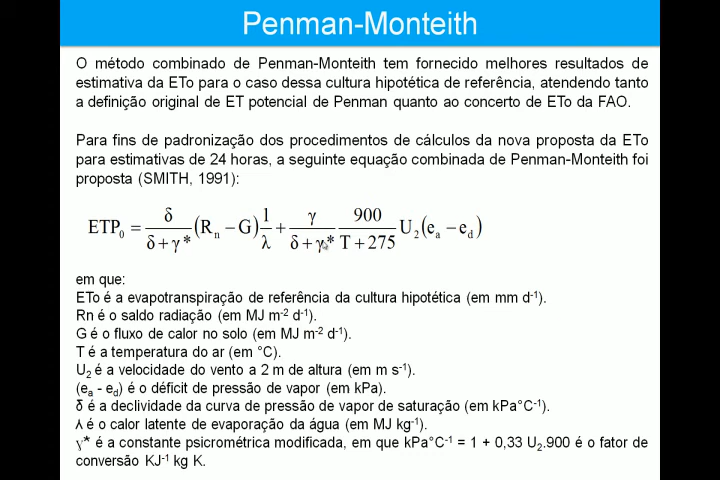 Penman-Monteith
O método combinado de Penman-Monteith tem fornecido melhores resultados de
estimativa da ETo para o caso dessa cultura hipotética de referência, atendendo tanto
a definição original de ET potencial de Penman quanto ao concerto de ETo da FAO.
Para fins de padronização dos procedimentos de cálculos da nova proposta da ETo
para estimativas de 24 horas, a seguinte equação combinada de Penman-Monteith foi
proposta (SMITH, 1991):
ETP₀ = δ/(δ + γ*) (Rₙ − G) 1/λ + γ/(δ + γ*) 900/(T + 275) U₂(eₐ − e_d)
em que:
ETo é a evapotranspiração de referência da cultura hipotética (em mm d⁻¹).
Rn é o saldo radiação (em MJ m⁻² d⁻¹).
G é o fluxo de calor no solo (em MJ m⁻² d⁻¹).
T é a temperatura do ar (em °C).
U₂ é a velocidade do vento a 2 m de altura (em m s⁻¹).
(eₐ - e_d) é o déficit de pressão de vapor (em kPa).
δ é a declividade da curva de pressão de vapor de saturação (em kPa°C⁻¹).
λ é o calor latente de evaporação da água (em MJ kg⁻¹).
γ* é a constante psicrométrica modificada, em que kPa°C⁻¹ = 1 + 0,33 U₂.900 é o fator de
conversão KJ⁻¹ kg K.